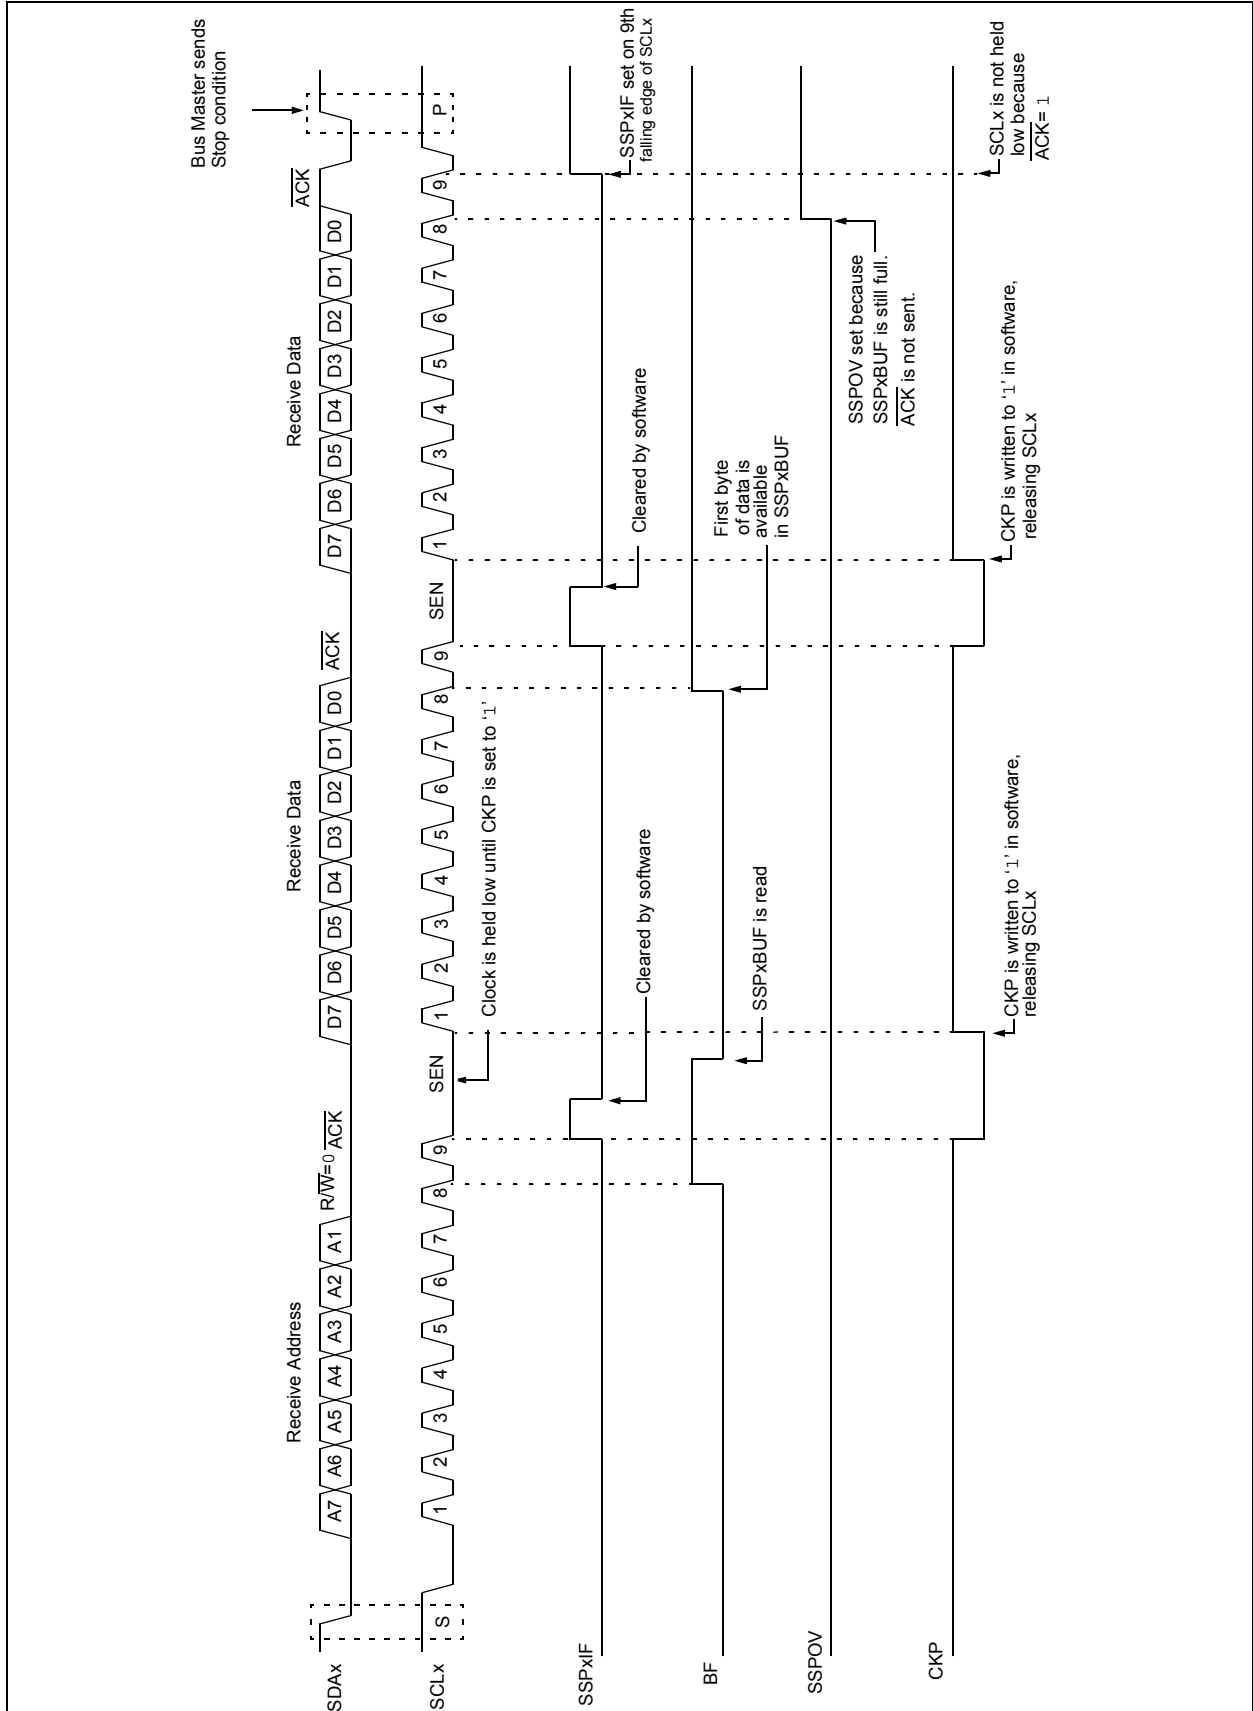 Bus Master sends
Stop condition
Receive Address
Receive Data
Receive Data
SDAx
A7 A6 A5 A4 A3 A2 A1
R/W=0 ACK
D7 D6 D5 D4 D3 D2 D1 D0
ACK
D7 D6 D5 D4 D3 D2 D1 D0
ACK
SCLx
S
1 2 3 4 5 6 7 8 9
SEN
1 2 3 4 5 6 7 8 9
SEN
1 2 3 4 5 6 7 8 9
P
Clock is held low until CKP is set to ‘1’
SSPxIF
Cleared by software
Cleared by software
SSPxIF set on 9th
falling edge of SCLx
BF
SSPxBUF is read
First byte
of data is
available
in SSPxBUF
SSPOV
SSPOV set because
SSPxBUF is still full.
ACK is not sent.
CKP
CKP is written to ‘1’ in software,
releasing SCLx
CKP is written to ‘1’ in software,
releasing SCLx
SCLx is not held
low because
ACK= 1